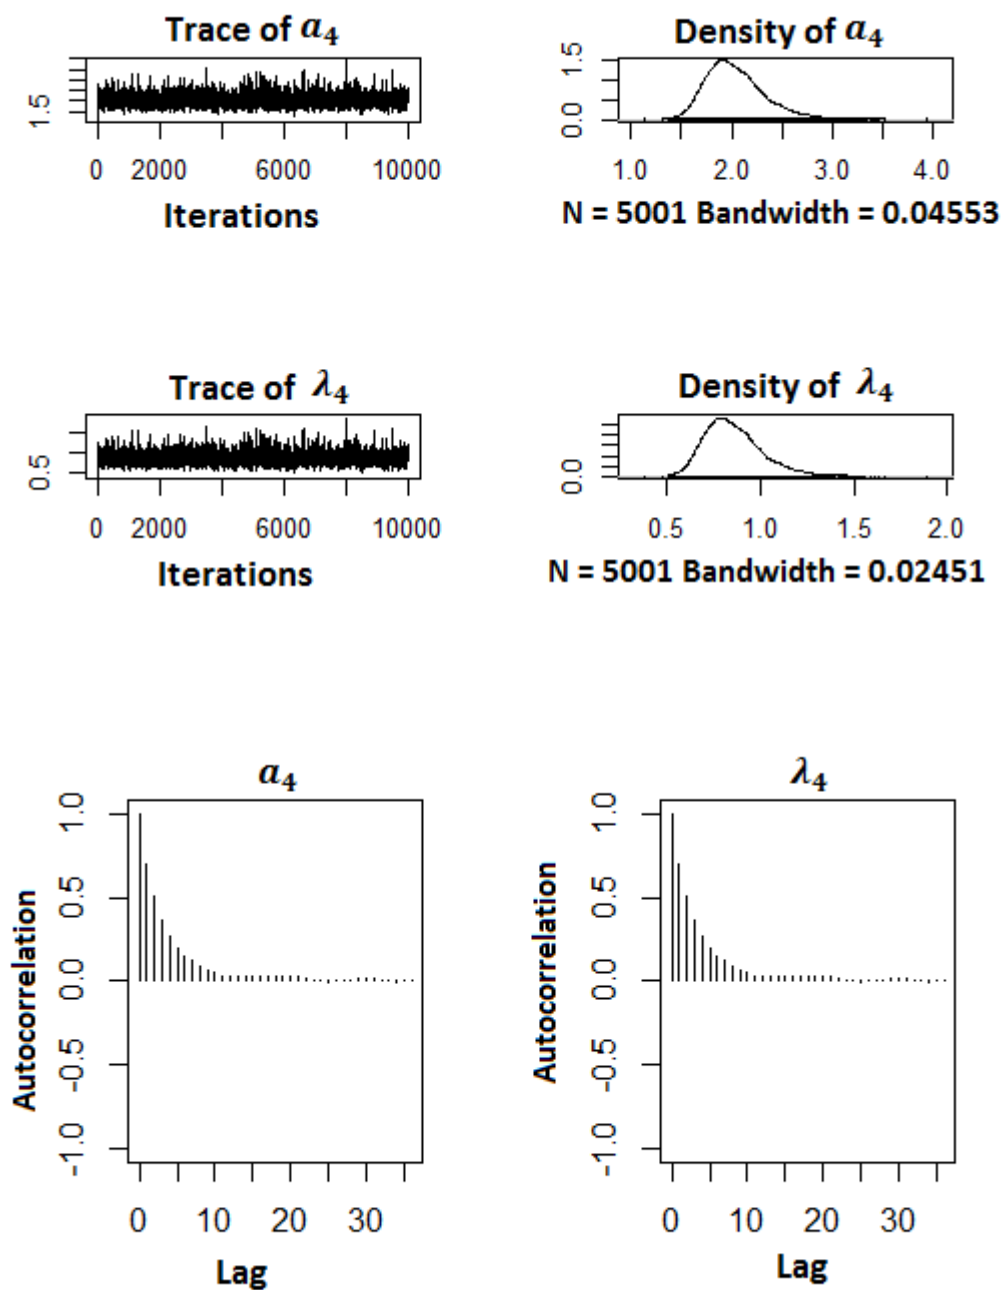 Trace of a₄
1.5
0 2000 6000 10000
Iterations
Density of a₄
0.0 1.5
1.0 2.0 3.0 4.0
N = 5001 Bandwidth = 0.04553
Trace of λ₄
0.5
0 2000 6000 10000
Iterations
Density of λ₄
0.0
0.5 1.0 1.5 2.0
N = 5001 Bandwidth = 0.02451
a₄
Autocorrelation
-1.0 -0.5 0.0 0.5 1.0
0 10 20 30
Lag
λ₄
Autocorrelation
-1.0 -0.5 0.0 0.5 1.0
0 10 20 30
Lag